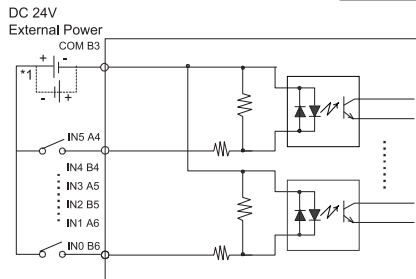 DC 24V
External Power
COM B3
+ -
*1
- +
IN5 A4
IN4 B4
IN3 A5
IN2 B5
IN1 A6
IN0 B6